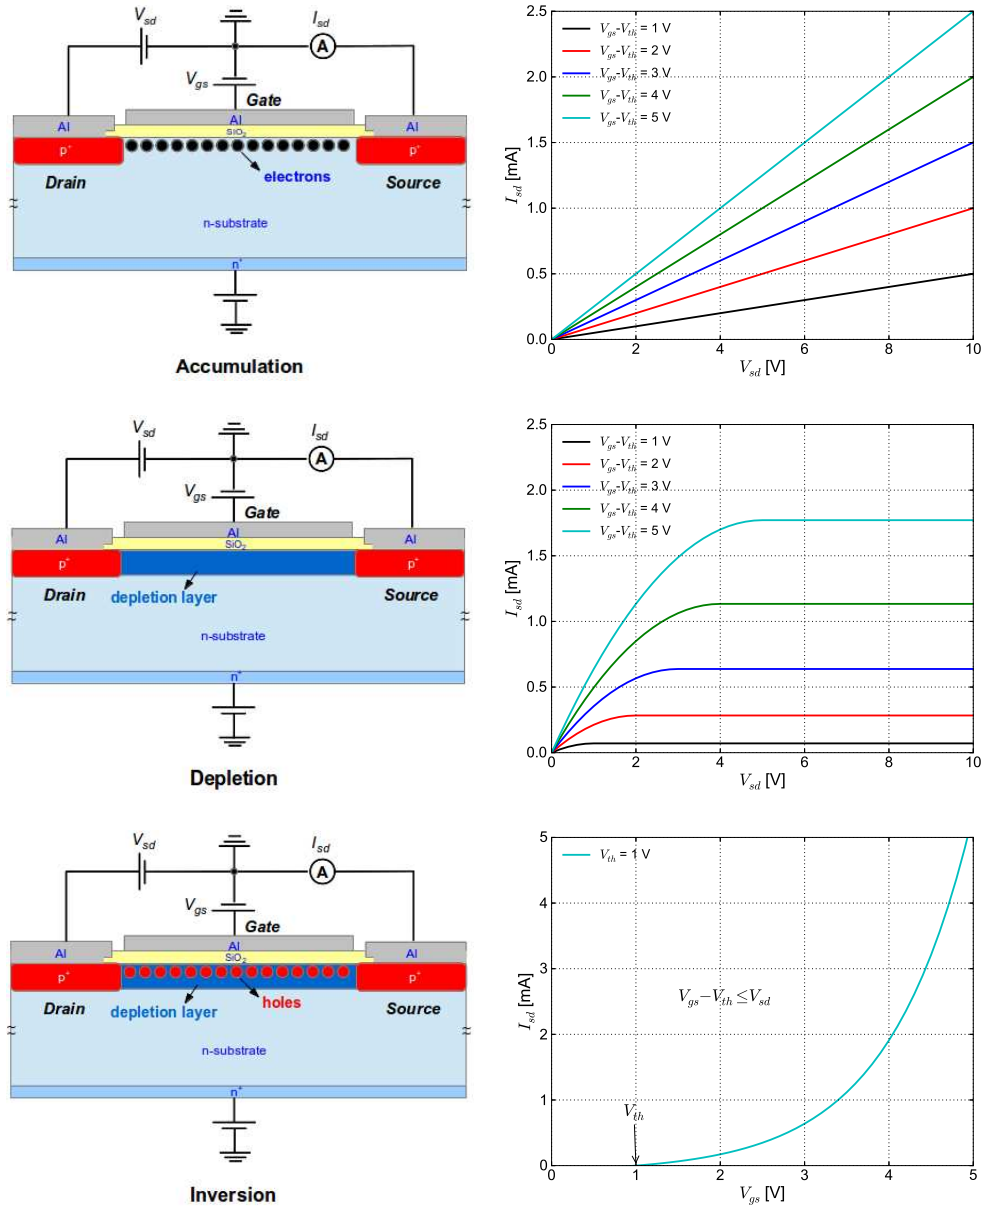 V_sd
I_sd
V_gs
Gate
Al
Al
Al
SiO₂
p⁺
p⁺
Drain
Source
electrons
≈
≈
n-substrate
n⁺
Accumulation
V_gs-V_th = 1 V
V_gs-V_th = 2 V
V_gs-V_th = 3 V
V_gs-V_th = 4 V
V_gs-V_th = 5 V
2.5
2.0
1.5
1.0
0.5
0.0
I_sd [mA]
0 2 4 6 8 10
V_sd [V]
V_sd
I_sd
A
V_gs
Gate
Al
Al
Al
SiO₂
p⁺
p⁺
Drain
Source
depletion layer
≈
≈
n-substrate
n⁺
Depletion
V_gs-V_th = 1 V
V_gs-V_th = 2 V
V_gs-V_th = 3 V
V_gs-V_th = 4 V
V_gs-V_th = 5 V
2.5
2.0
1.5
1.0
0.5
0.0
I_sd [mA]
0 2 4 6 8 10
V_sd [V]
V_sd
I_sd
A
V_gs
Gate
Al
Al
Al
SiO₂
p⁺
p⁺
Drain
Source
depletion layer
holes
≈
≈
n-substrate
n⁺
Inversion
V_th = 1 V
5
4
3
2
1
0
I_sd [mA]
V_gs−V_th ≤V_sd
V_th
0 1 2 3 4 5
V_gs [V]